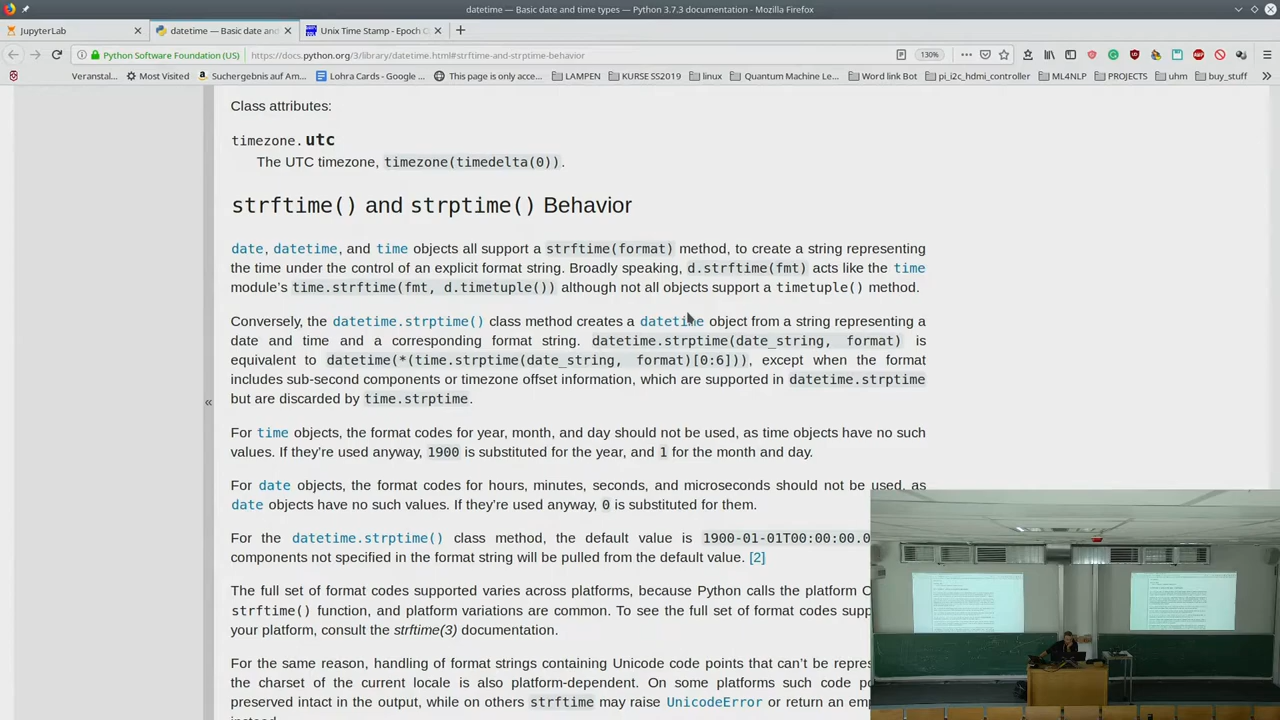 datetime — Basic date and time types — Python 3.7.3 documentation - Mozilla Firefox
JupyterLab
datetime — Basic date and
Unix Time Stamp - Epoch C
Python Software Foundation (US)
https://docs.python.org/3/library/datetime.html#strftime-and-strptime-behavior
130%
Veranstal...
Most Visited
Suchergebnis auf Am...
Lohra Cards - Google ...
This page is only acce...
LAMPEN
KURSE SS2019
linux
Quantum Machine Le...
Word link Bot
pi_i2c_hdmi_controller
ML4NLP
PROJECTS
uhm
buy_stuff
Class attributes:
timezone.utc
The UTC timezone, timezone(timedelta(0)).
strftime() and strptime() Behavior
date, datetime, and time objects all support a strftime(format) method, to create a string representing
the time under the control of an explicit format string. Broadly speaking, d.strftime(fmt) acts like the time
module's time.strftime(fmt, d.timetuple()) although not all objects support a timetuple() method.
Conversely, the datetime.strptime() class method creates a datetime object from a string representing a
date and time and a corresponding format string. datetime.strptime(date_string, format) is
equivalent to datetime(*(time.strptime(date_string, format)[0:6])), except when the format
includes sub-second components or timezone offset information, which are supported in datetime.strptime
but are discarded by time.strptime.
«
For time objects, the format codes for year, month, and day should not be used, as time objects have no such
values. If they're used anyway, 1900 is substituted for the year, and 1 for the month and day.
For date objects, the format codes for hours, minutes, seconds, and microseconds should not be used, as
date objects have no such values. If they're used anyway, 0 is substituted for them.
For the datetime.strptime() class method, the default value is 1900-01-01T00:00:00.0
components not specified in the format string will be pulled from the default value. [2]
The full set of format codes supported varies across platforms, because Python calls the platform C
strftime() function, and platform variations are common. To see the full set of format codes supp
your platform, consult the strftime(3) documentation.
For the same reason, handling of format strings containing Unicode code points that can't be repres
the charset of the current locale is also platform-dependent. On some platforms such code po
preserved intact in the output, while on others strftime may raise UnicodeError or return an em
instead.